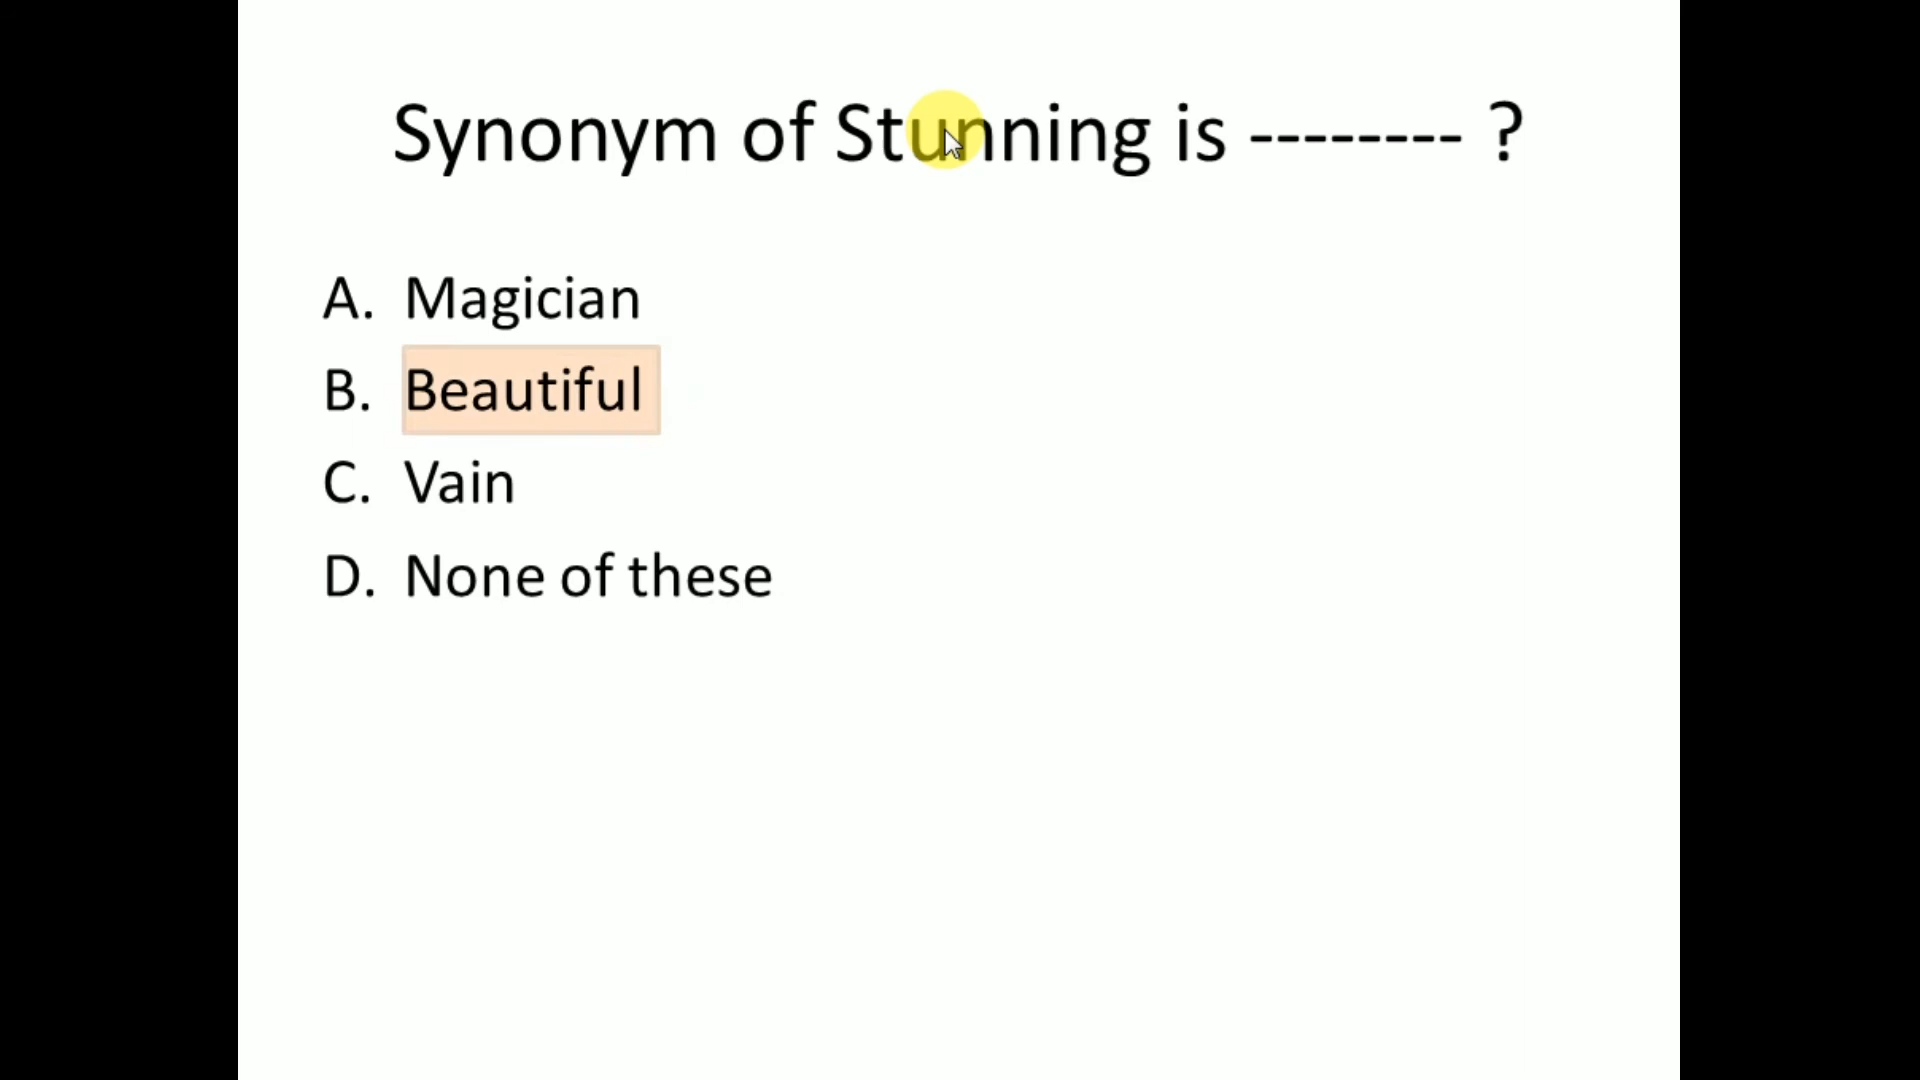 Synonym of Stunning is -------- ?
A. Magician
B. Beautiful
C. Vain
D. None of these